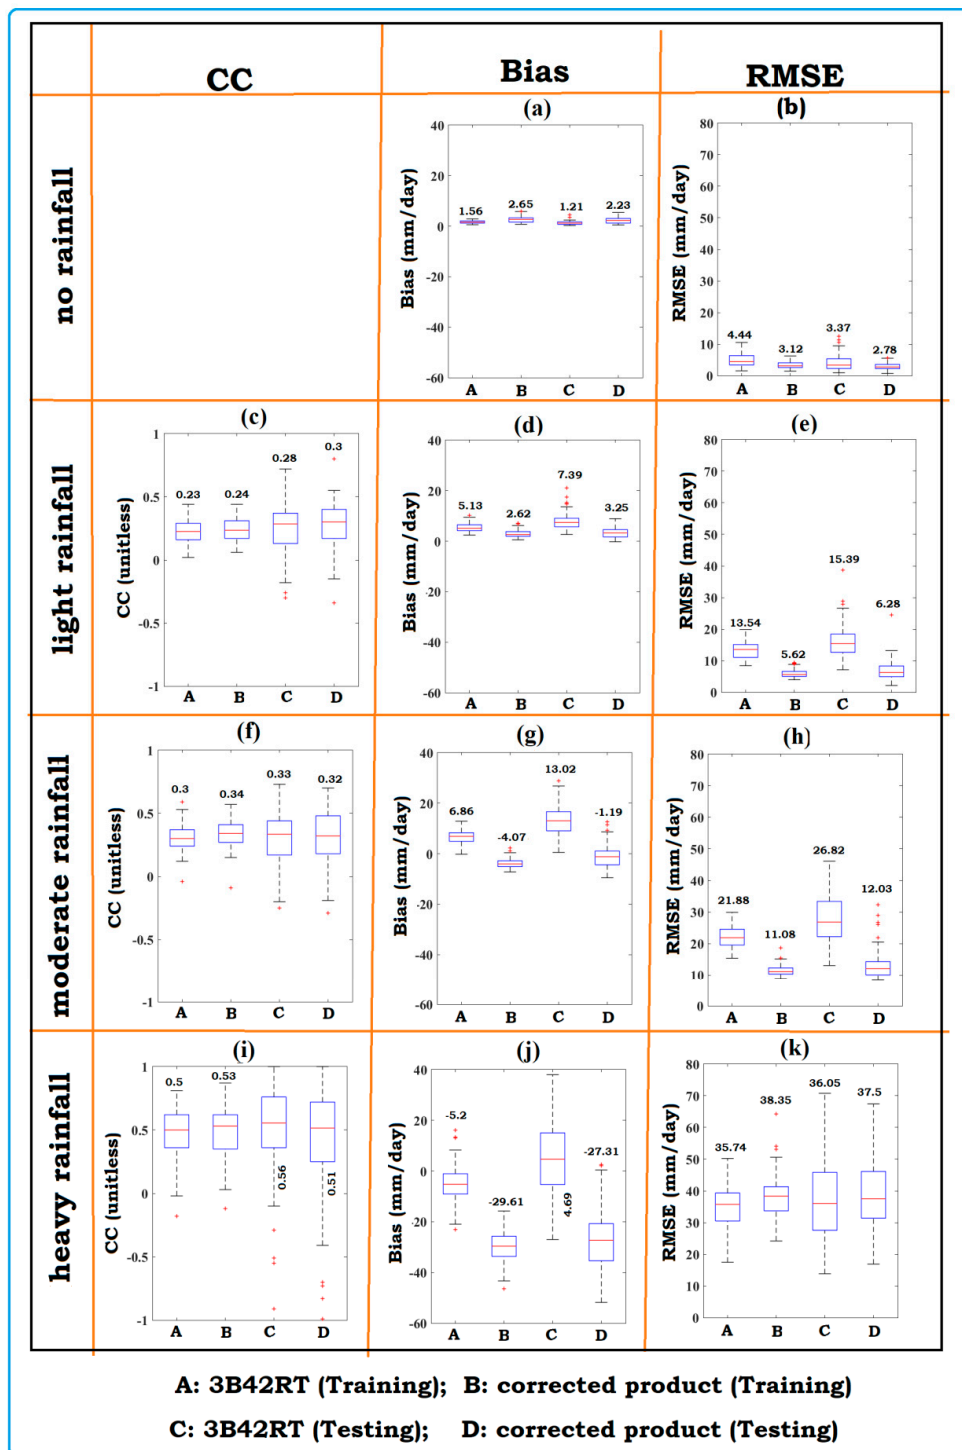 CC Bias RMSE
no rainfall
(a)
40
20
0
-20
-40
-60
Bias (mm/day)
1.56 2.65 1.21 2.23
A B C D
(b)
80
70
60
50
40
30
20
10
0
RMSE (mm/day)
4.44 3.12 3.37 2.78
A B C D
light rainfall
(c)
1
0.5
0
-0.5
-1
CC (unitless)
0.23 0.24 0.28 0.3
A B C D
(d)
40
20
0
-20
-40
-60
Bias (mm/day)
5.13 2.62 7.39 3.25
A B C D
(e)
80
70
60
50
40
30
20
10
0
RMSE (mm/day)
13.54 5.62 15.39 6.28
A B C D
moderate rainfall
(f)
1
0.5
0
-0.5
-1
CC (unitless)
0.3 0.34 0.33 0.32
A B C D
(g)
40
20
0
-20
-40
-60
Bias (mm/day)
6.86 -4.07 13.02 -1.19
A B C D
(h)
80
70
60
50
40
30
20
10
0
RMSE (mm/day)
21.88 11.08 26.82 12.03
A B C D
heavy rainfall
(i)
1
0.5
0
-0.5
-1
CC (unitless)
0.5 0.53 0.56 0.51
A B C D
(j)
40
20
0
-20
-40
-60
Bias (mm/day)
-5.2 -29.61 4.69 -27.31
A B C D
(k)
80
70
60
50
40
30
20
10
0
RMSE (mm/day)
35.74 38.35 36.05 37.5
A B C D
A: 3B42RT (Training); B: corrected product (Training)
C: 3B42RT (Testing); D: corrected product (Testing)